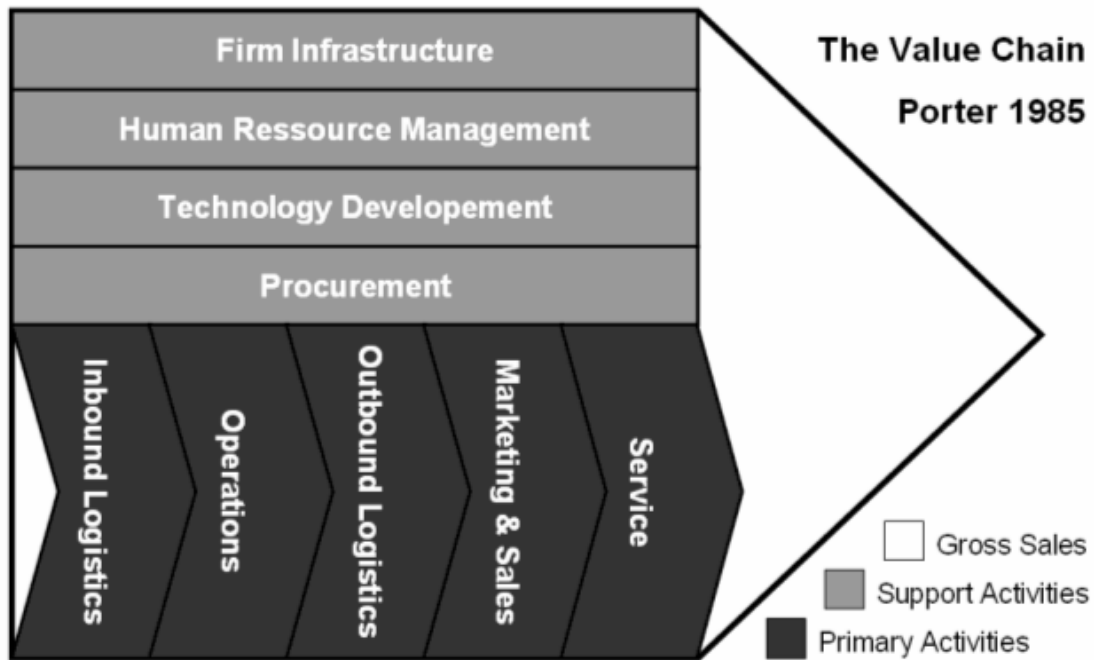 The Value Chain
Porter 1985
Firm Infrastructure
Human Ressource Management
Technology Developement
Procurement
Inbound Logistics
Operations
Outbound Logistics
Marketing & Sales
Service
Gross Sales
Support Activities
Primary Activities